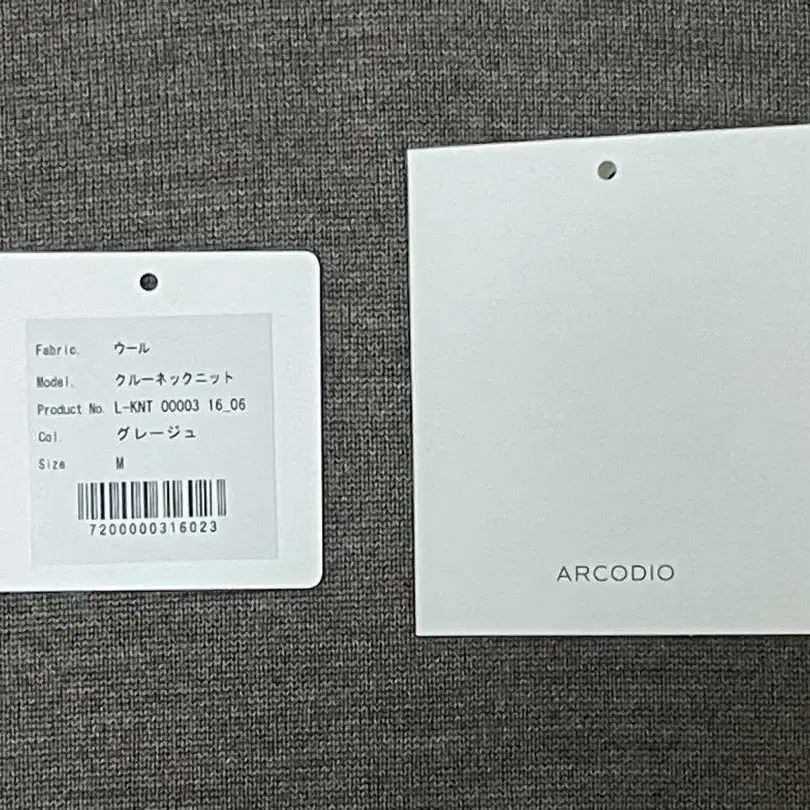 Fabric. ウール
Model. クルーネックニット
Product No. L-KNT 00003 16_06
Col. グレージュ
Size M
7200000316023
ARCODIO